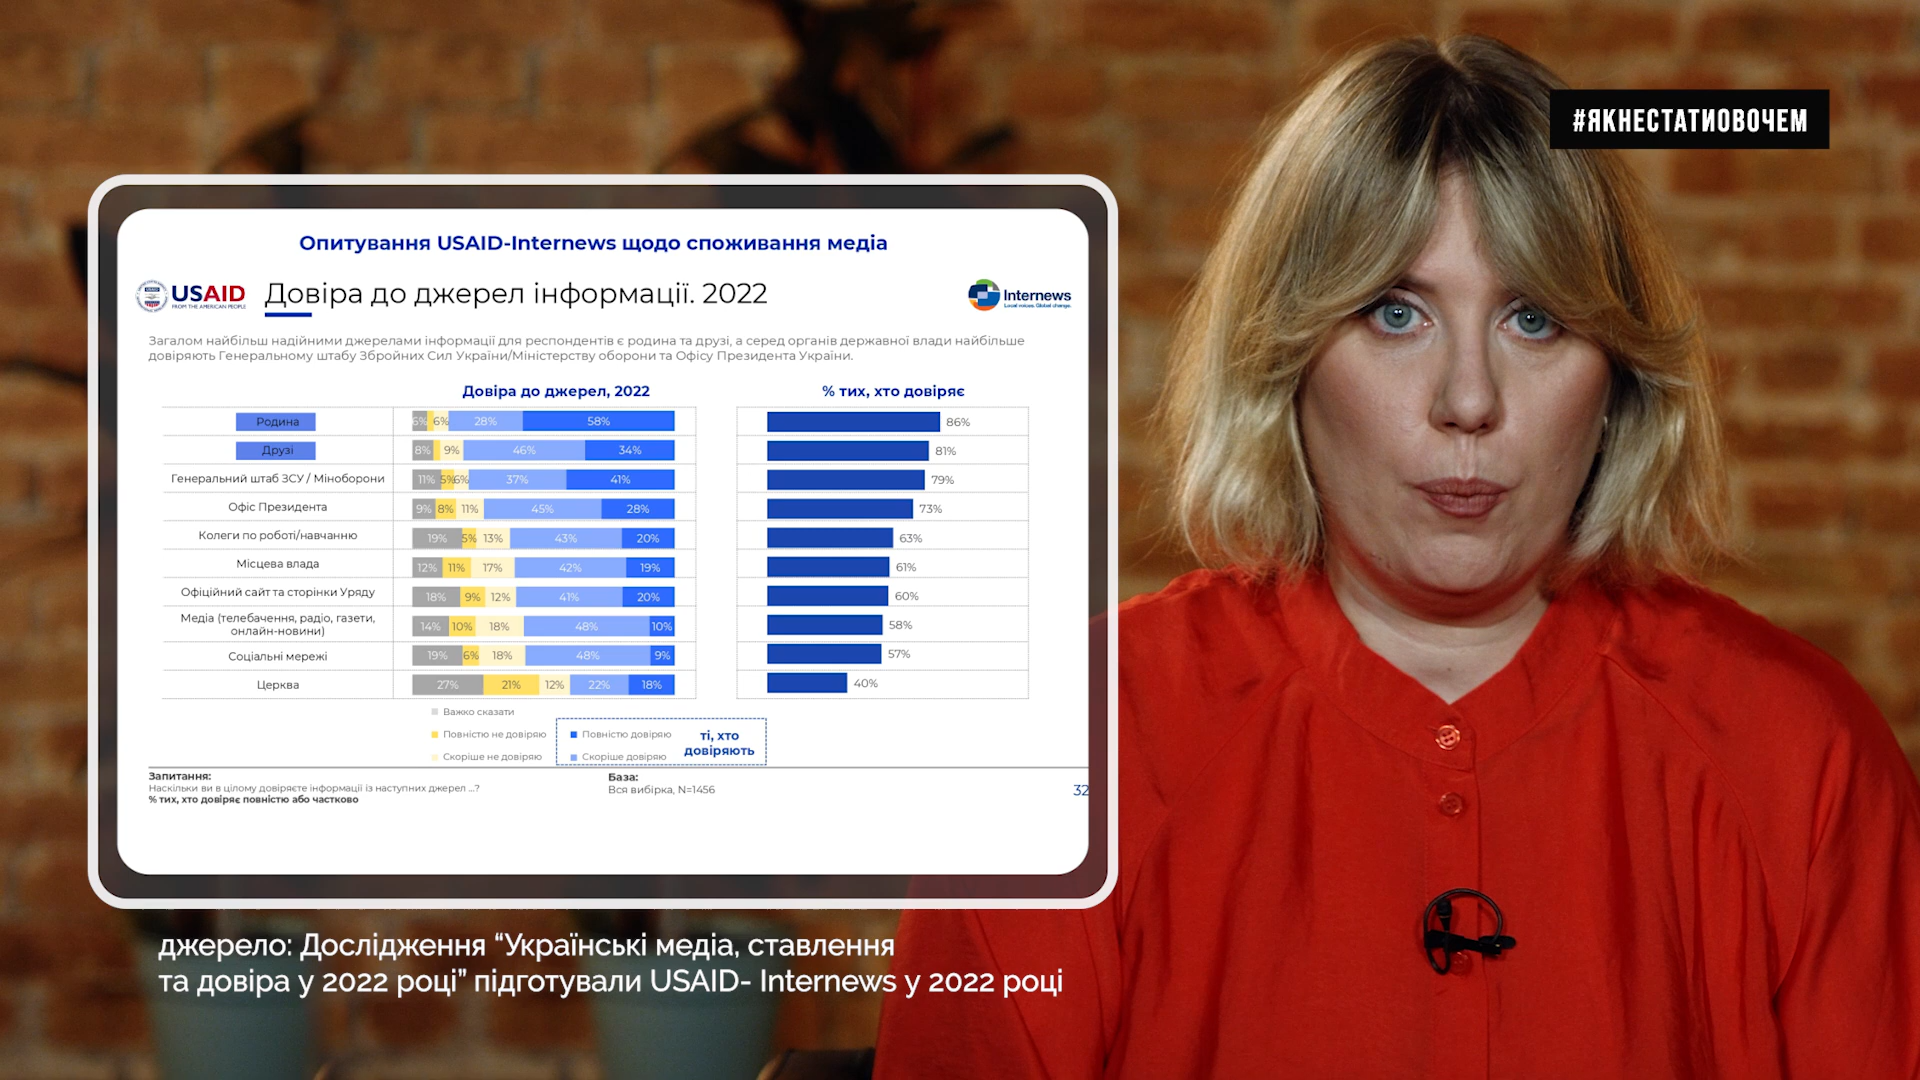 #ЯКНЕСТАТИОВОЧЕМ
Опитування USAID-Internews щодо споживання медіа
USAID
FROM THE AMERICAN PEOPLE
Довіра до джерел інформації. 2022
Internews
Local voices. Global change.
Загалом найбільш надійними джерелами інформації для респондентів є родина та друзі, а серед органів державної влади найбільше
довіряють Генеральному штабу Збройних Сил України/Міністерству оборони та Офісу Президента України.
Довіра до джерел, 2022
% тих, хто довіряє
Родина 6% 6% 28% 58% 86%
Друзі 8% 9% 46% 34% 81%
Генеральний штаб ЗСУ / Міноборони 11% 5% 6% 37% 41% 79%
Офіс Президента 9% 8% 11% 45% 28% 73%
Колеги по роботі/навчанню 19% 5% 13% 43% 20% 63%
Місцева влада 12% 11% 17% 42% 19% 61%
Офіційний сайт та сторінки Уряду 18% 9% 12% 41% 20% 60%
Медіа (телебачення, радіо, газети,
онлайн-новини) 14% 10% 18% 48% 10% 58%
Соціальні мережі 19% 6% 18% 48% 9% 57%
Церква 27% 21% 12% 22% 18% 40%
Важко сказати
Повністю не довіряю
Скоріше не довіряю
Повністю довіряю
Скоріше довіряю
ті, хто
довіряють
Запитання:
Наскільки ви в цілому довіряєте інформації із наступних джерел ...?
% тих, хто довіряє повністю або частково
База:
Вся вибірка, N=1456
32
джерело: Дослідження “Українські медіа, ставлення
та довіра у 2022 році” підготували USAID- Internews у 2022 році